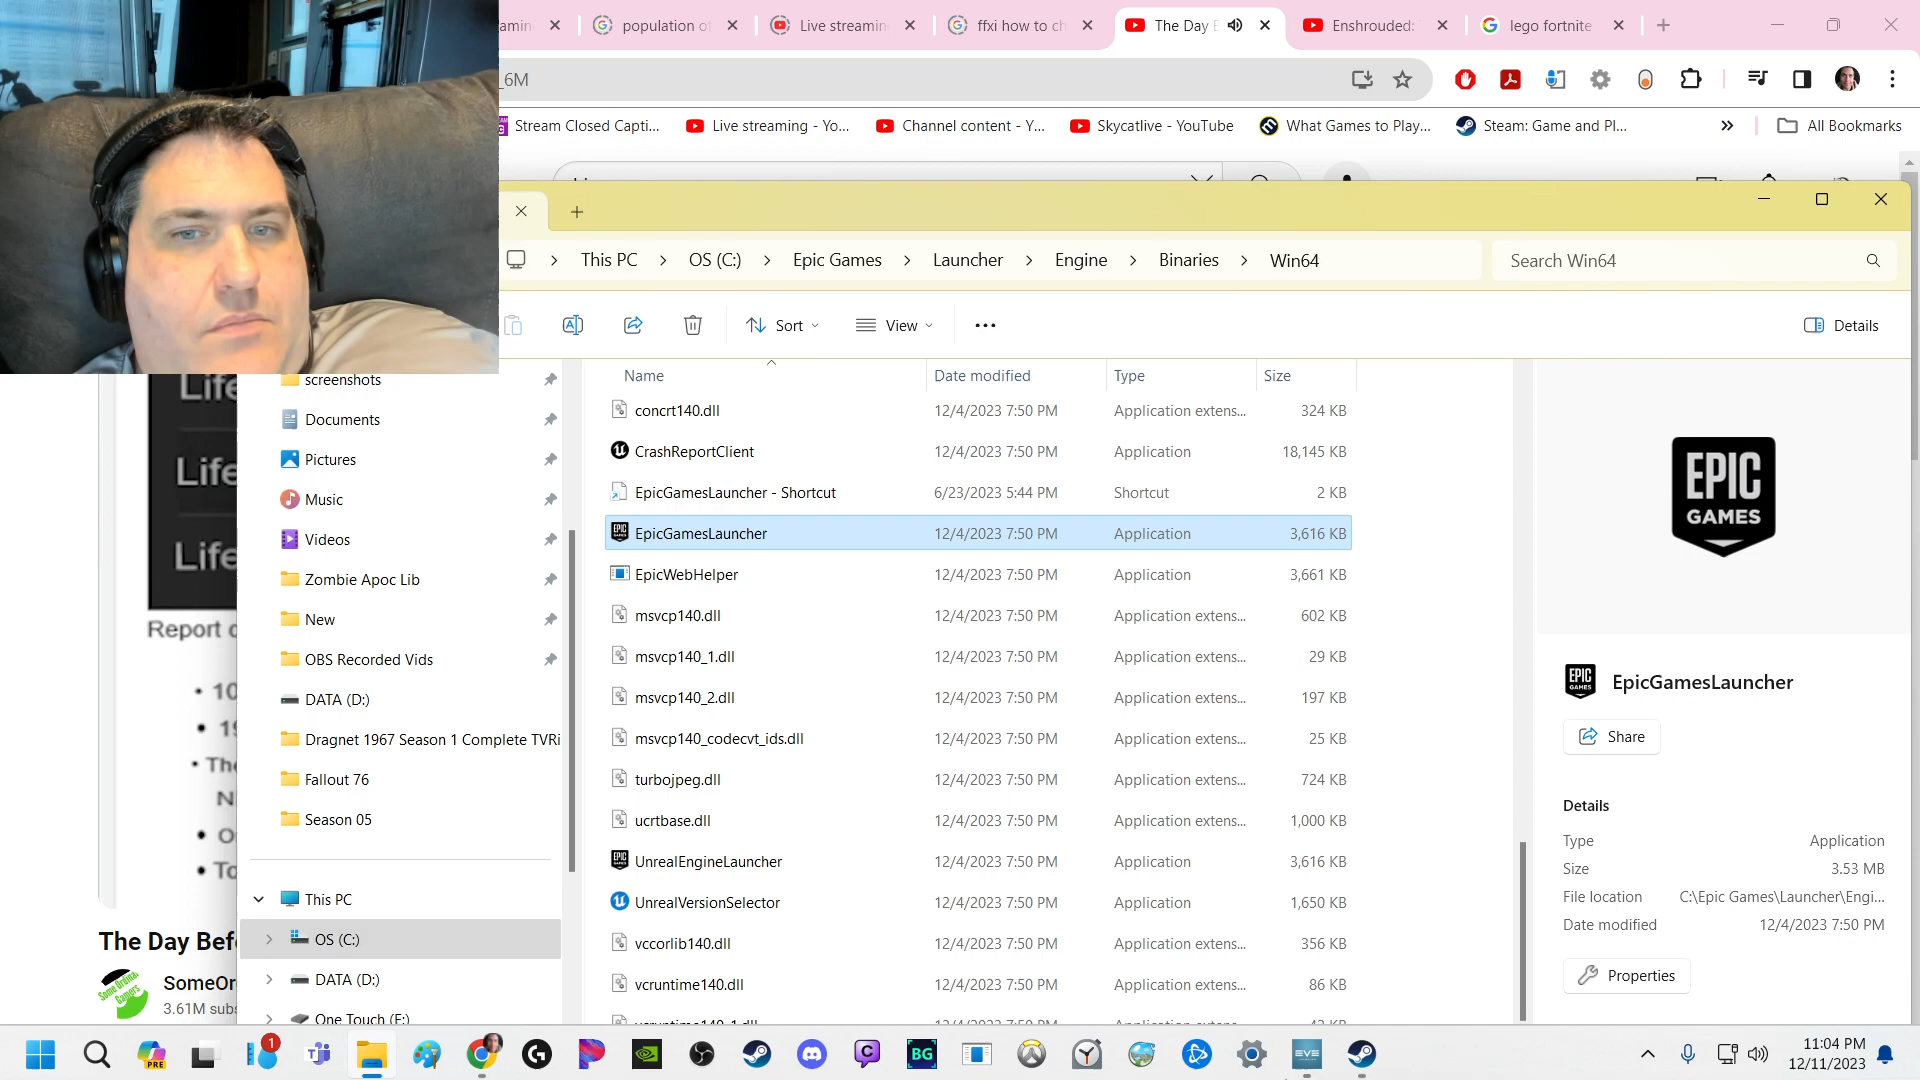 population o
Live streamin
ffxi how to ch
The Day B
Enshrouded:
lego fortnite
_6M
Stream Closed Capti...
Live streaming - Yo...
Channel content - Y...
Skycatlive - YouTube
What Games to Play...
Steam: Game and Pl...
All Bookmarks
This PC
OS (C:)
Epic Games
Launcher
Engine
Binaries
Win64
Search Win64
Sort
View
Details
Name Date modified Type Size
concrt140.dll 12/4/2023 7:50 PM Application extens... 324 KB
CrashReportClient 12/4/2023 7:50 PM Application 18,145 KB
EpicGamesLauncher - Shortcut 6/23/2023 5:44 PM Shortcut 2 KB
EpicGamesLauncher 12/4/2023 7:50 PM Application 3,616 KB
EpicWebHelper 12/4/2023 7:50 PM Application 3,661 KB
msvcp140.dll 12/4/2023 7:50 PM Application extens... 602 KB
msvcp140_1.dll 12/4/2023 7:50 PM Application extens... 29 KB
msvcp140_2.dll 12/4/2023 7:50 PM Application extens... 197 KB
msvcp140_codecvt_ids.dll 12/4/2023 7:50 PM Application extens... 25 KB
turbojpeg.dll 12/4/2023 7:50 PM Application extens... 724 KB
ucrtbase.dll 12/4/2023 7:50 PM Application extens... 1,000 KB
UnrealEngineLauncher 12/4/2023 7:50 PM Application 3,616 KB
UnrealVersionSelector 12/4/2023 7:50 PM Application 1,650 KB
vccorlib140.dll 12/4/2023 7:50 PM Application extens... 356 KB
vcruntime140.dll 12/4/2023 7:50 PM Application extens... 86 KB
screenshots
Documents
Pictures
Music
Videos
Zombie Apoc Lib
New
OBS Recorded Vids
DATA (D:)
Dragnet 1967 Season 1 Complete TVRi
Fallout 76
Season 05
This PC
OS (C:)
DATA (D:)
One Touch (F:)
EPIC
GAMES
EpicGamesLauncher
Share
Details
Type Application
Size 3.53 MB
File location C:\Epic Games\Launcher\Engi...
Date modified 12/4/2023 7:50 PM
Properties
Life
Life
Life
Report
• 10
• 19
• The
N
• O
• To
The Day Bef
SomeOr
3.61M subs
1
PRE
BG
EVE
11:04 PM
12/11/2023